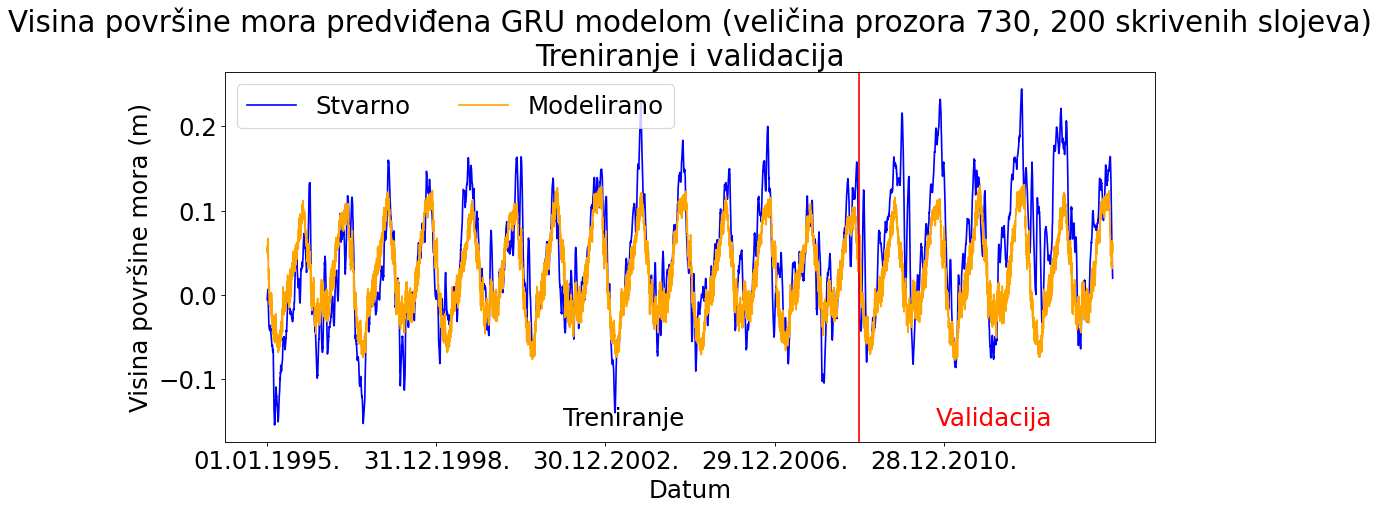 Visina površine mora predviđena GRU modelom (veličina prozora 730, 200 skrivenih slojeva)
Treniranje i validacija
Stvarno
Modelirano
Visina površine mora (m)
0.2
0.1
0.0
−0.1
Treniranje
Validacija
01.01.1995.
31.12.1998.
30.12.2002.
29.12.2006.
28.12.2010.
Datum